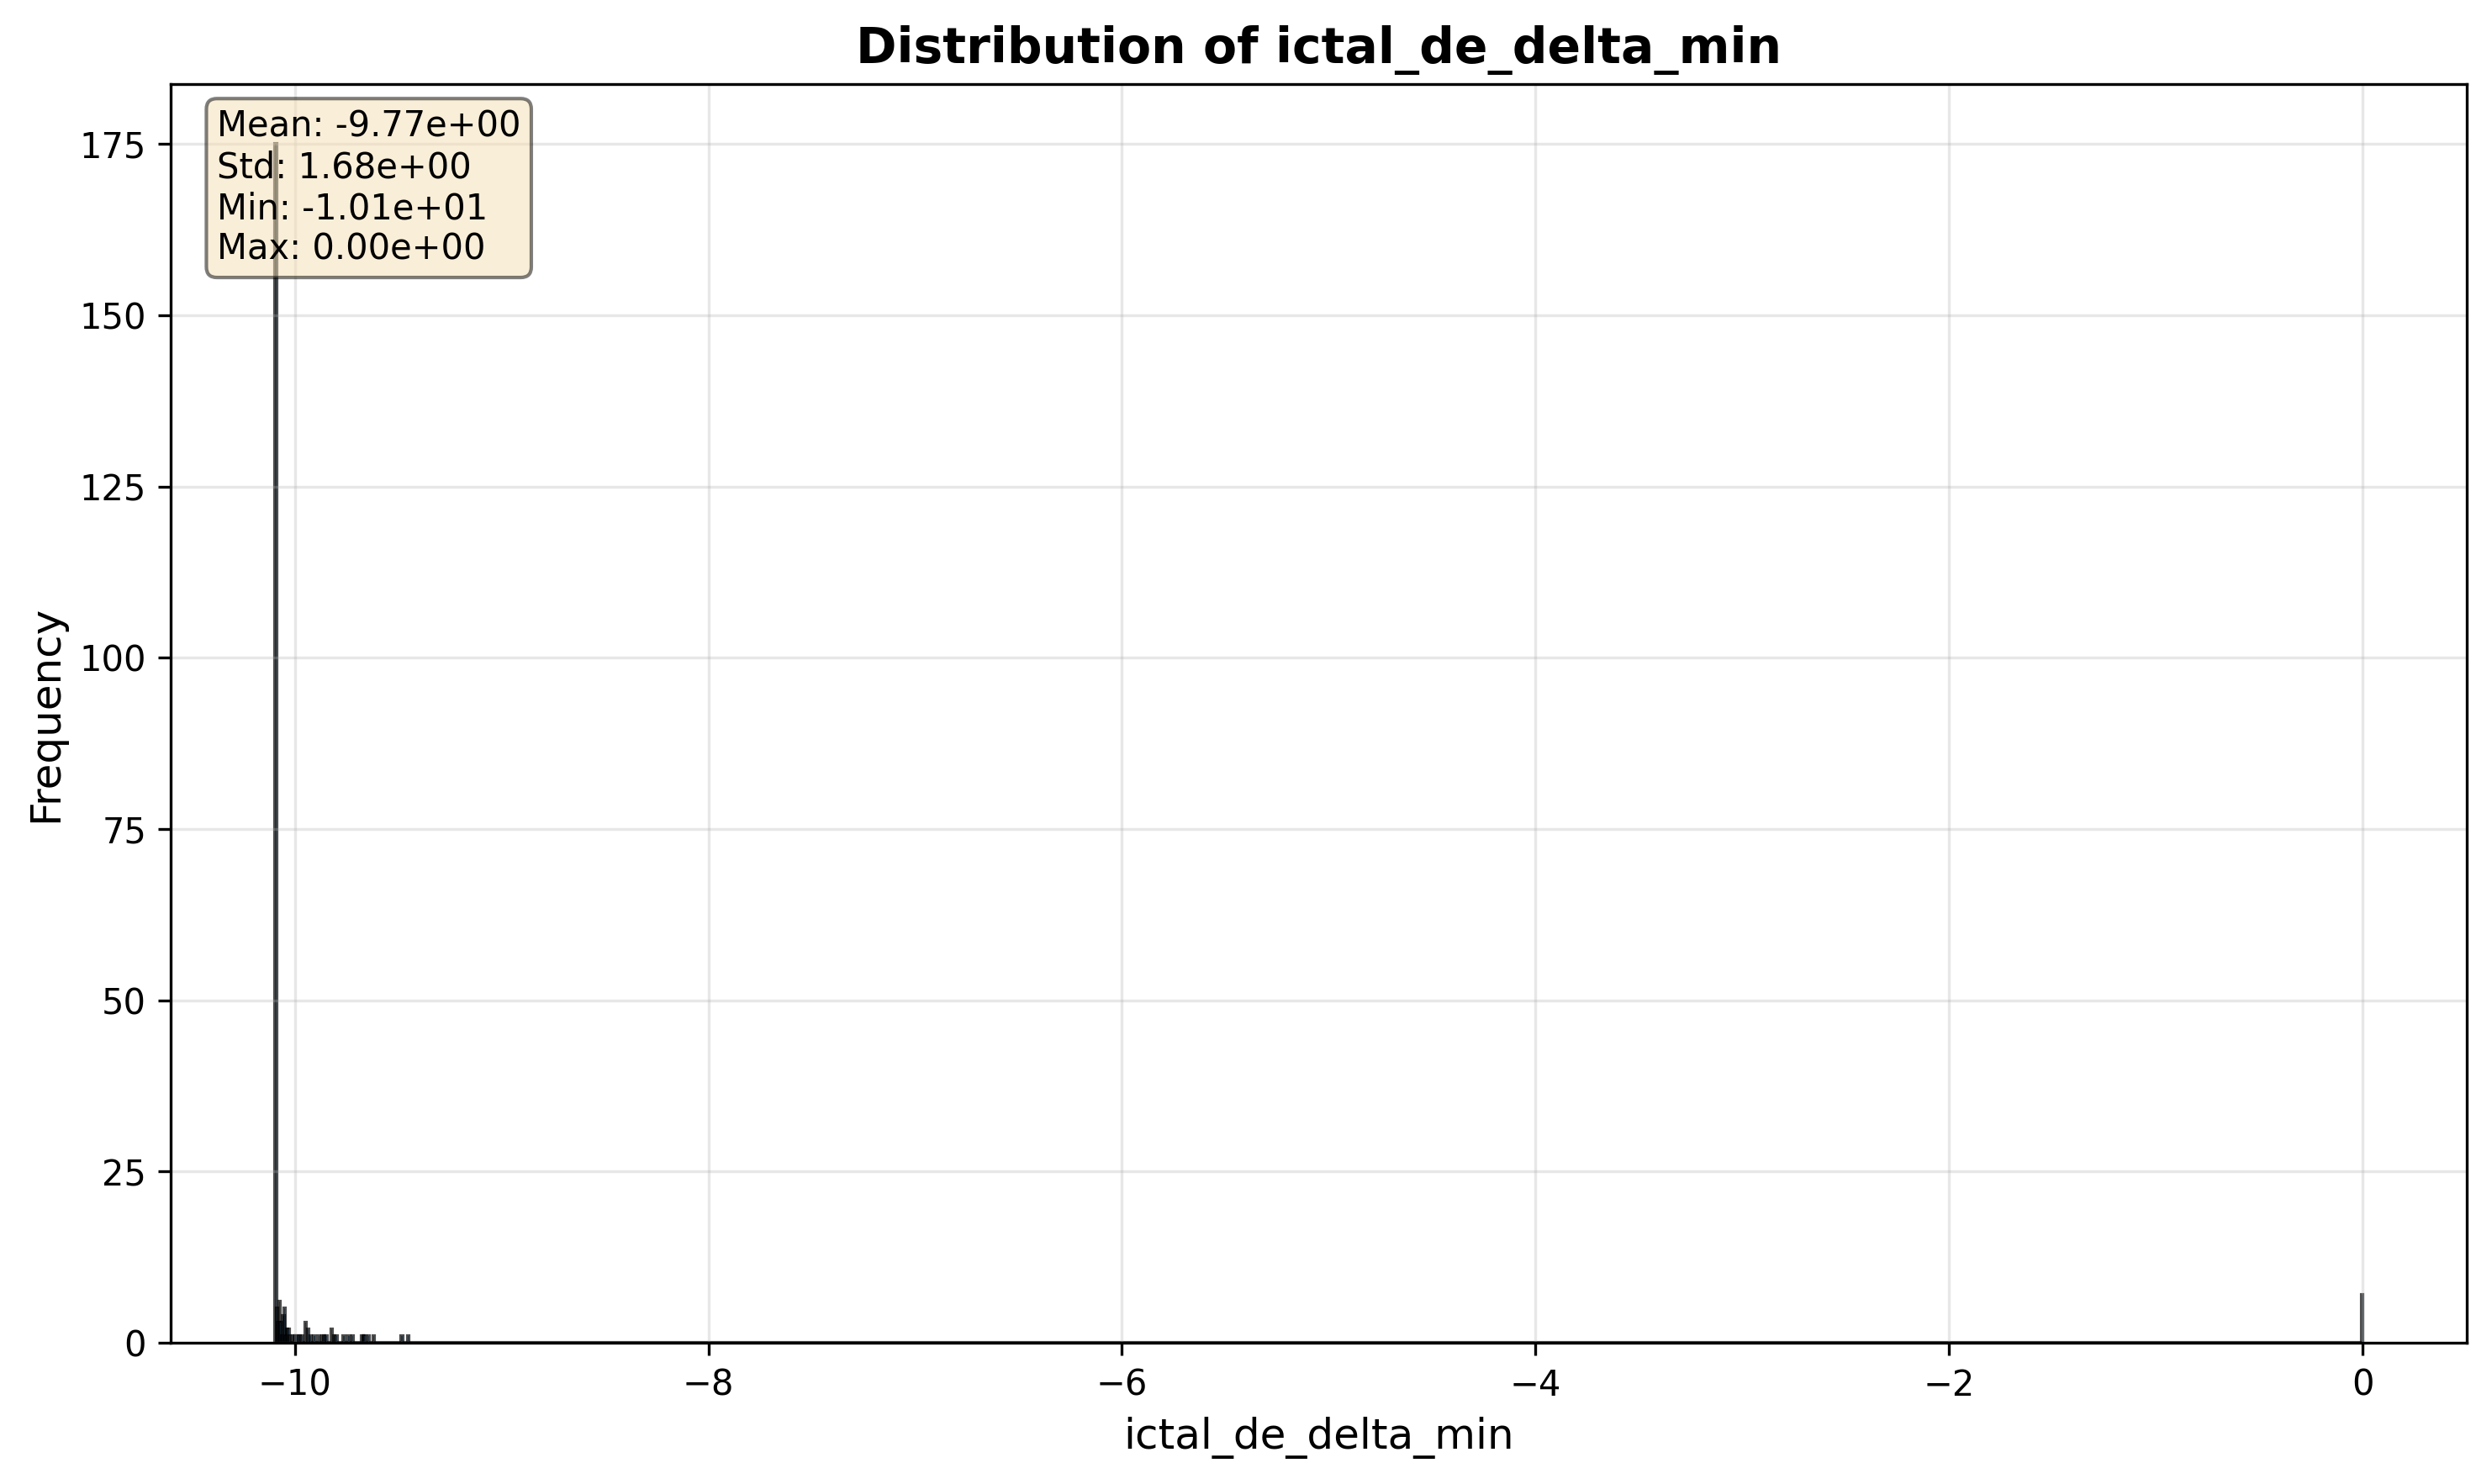 Distribution of ictal_de_delta_min
Mean: -9.77e+00
Std: 1.68e+00
Min: -1.01e+01
Max: 0.00e+00
175
150
125
100
75
50
25
0
Frequency
−10
−8
−6
−4
−2
0
ictal_de_delta_min